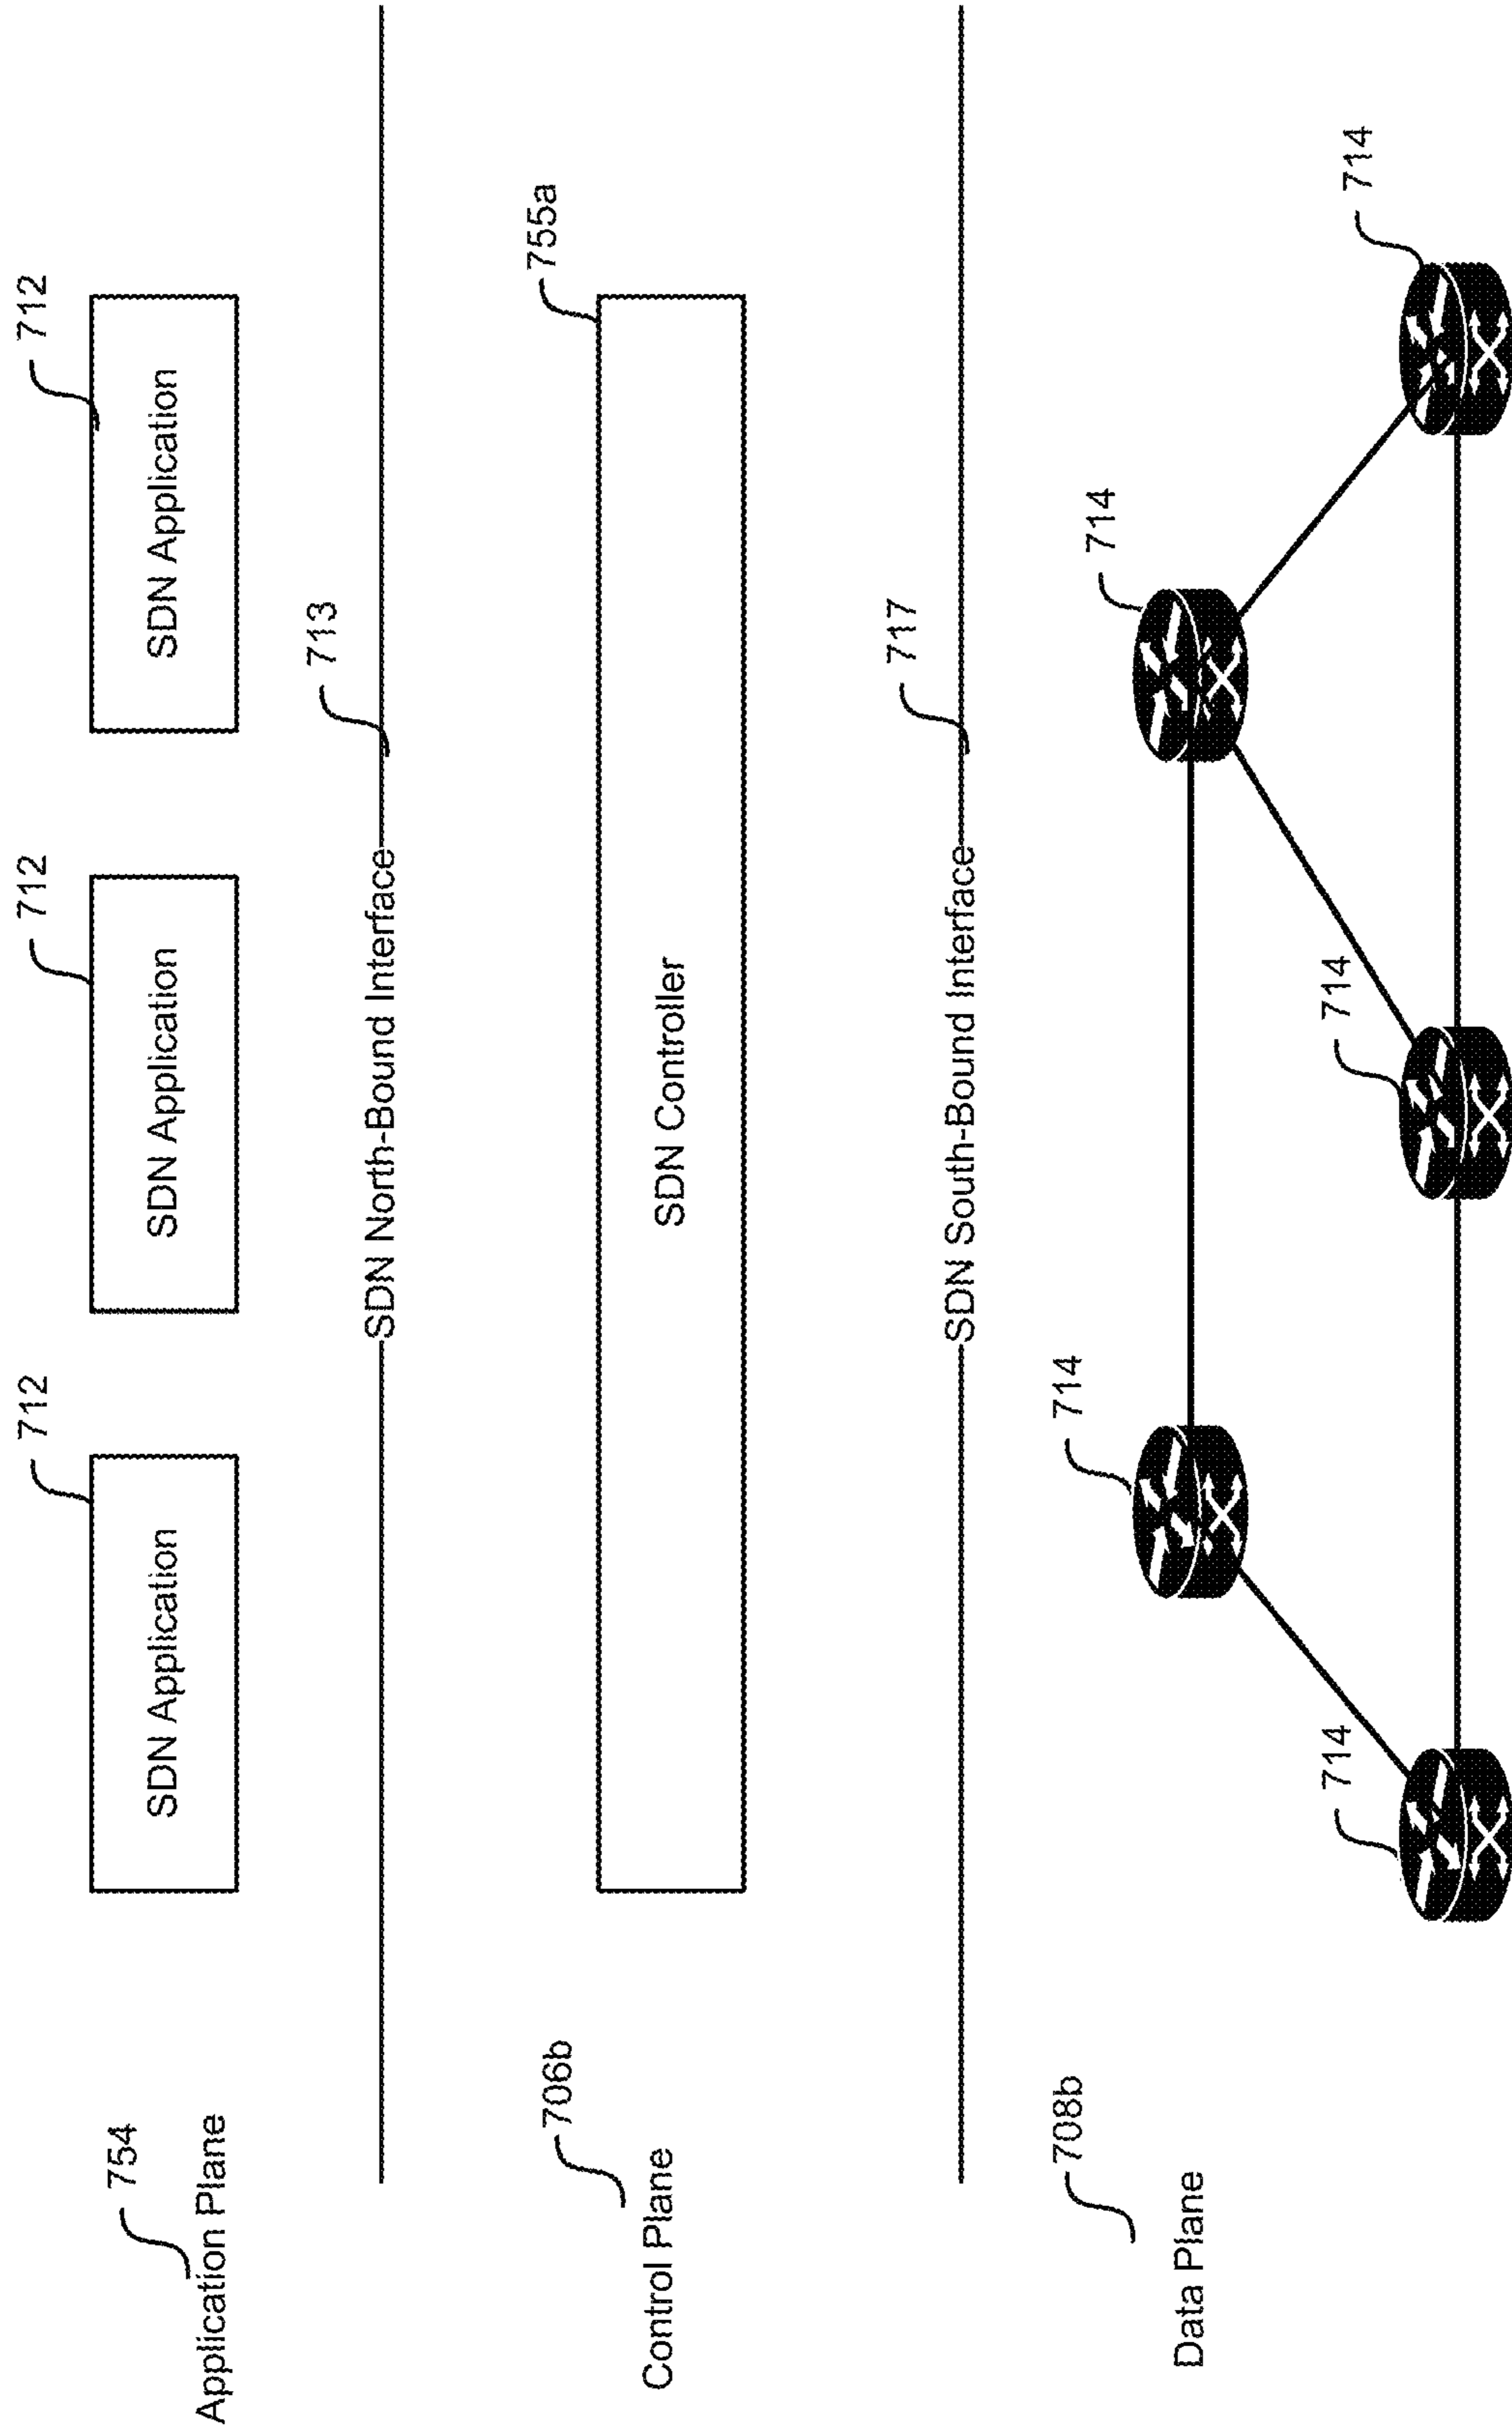 754
Application Plane
712
SDN Application
712
SDN Application
712
SDN Application
SDN North-Bound Interface
713
706b
Control Plane
SDN Controller
755a
SDN South-Bound Interface
717
708b
Data Plane
714
714
714
714
714